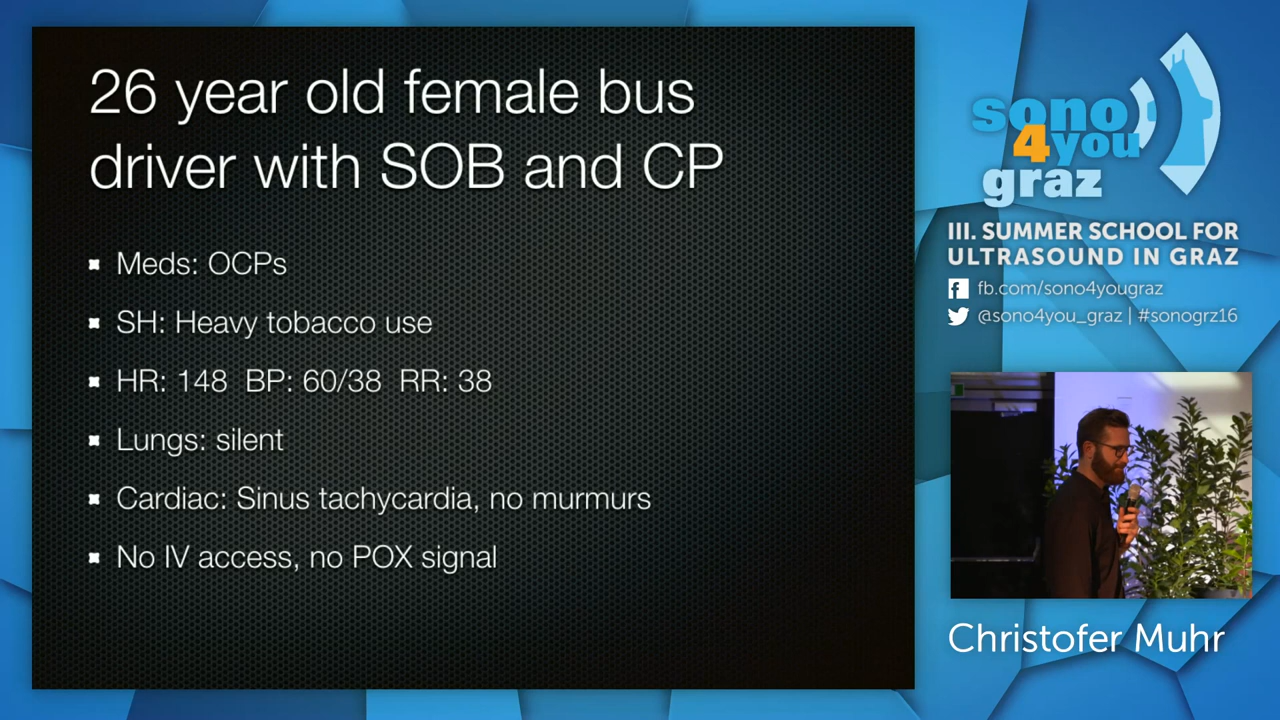 26 year old female bus
driver with SOB and CP
Meds: OCPs
SH: Heavy tobacco use
HR: 148 BP: 60/38 RR: 38
Lungs: silent
Cardiac: Sinus tachycardia, no murmurs
No IV access, no POX signal
sono
4you
graz
III. SUMMER SCHOOL FOR
ULTRASOUND IN GRAZ
fb.com/sono4yougraz
@sono4you_graz | #sonogrz16
Christofer Muhr